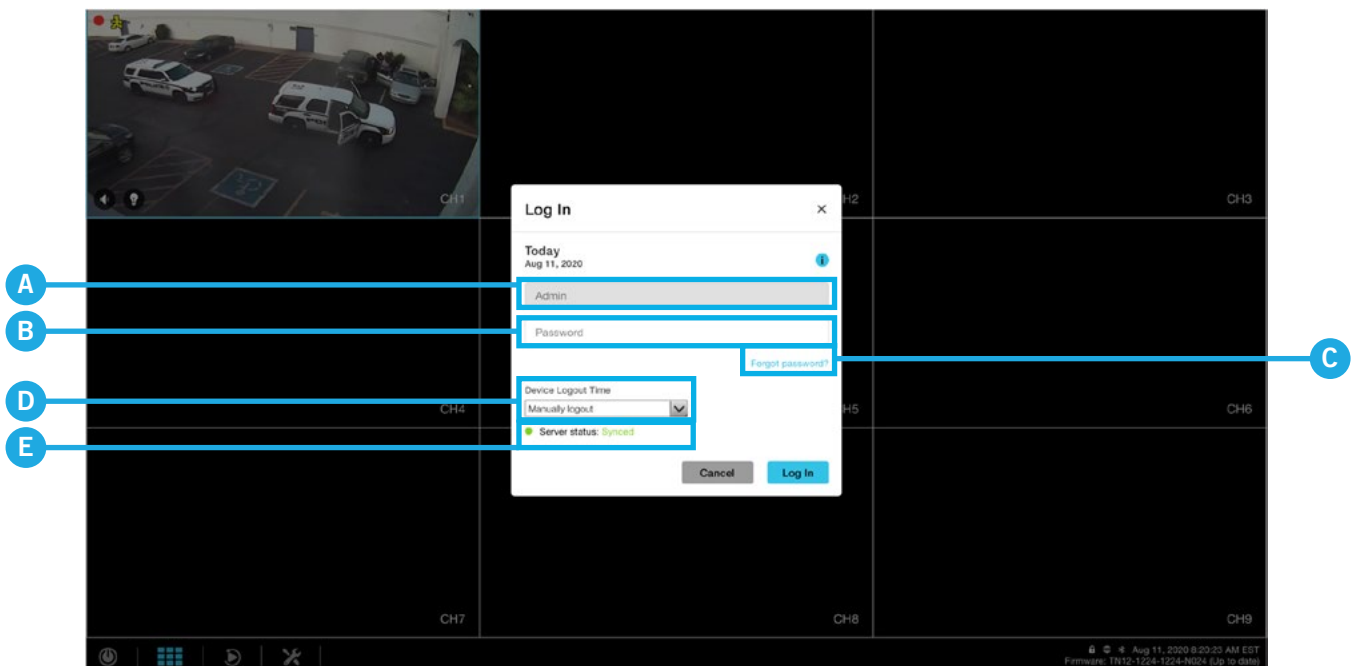 CH1
CH2
CH3
Log In
Today
Aug 11, 2020
A
Admin
B
Password
Forgot password?
C
D
Device Logout Time
Manually logout
E
Server status: Synced
CH4
H5
CH6
Cancel
Log In
CH7
CH8
CH9
Aug 11, 2020 8:20:23 AM EST
Firmware: TN12-1224-1224-N024 (Up to date)